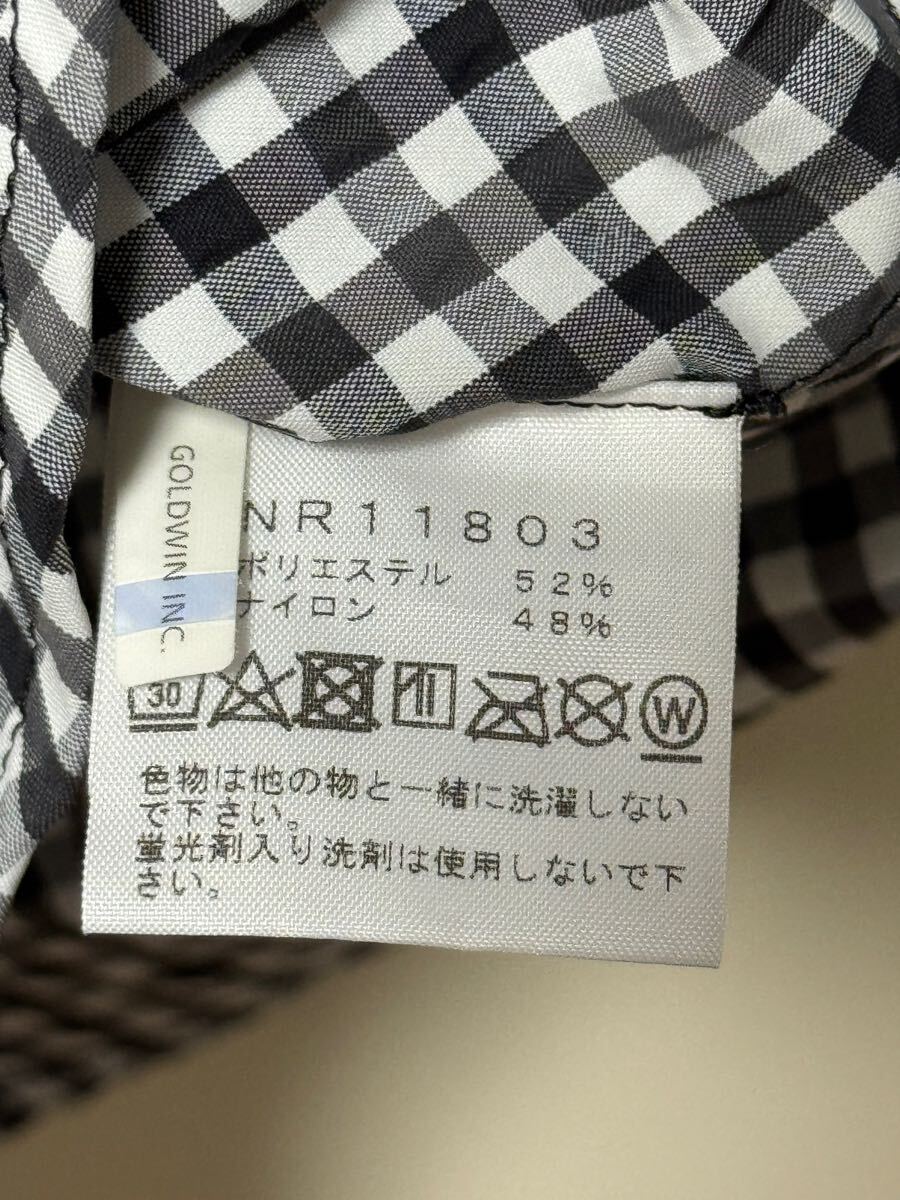 GOLDWIN INC.
NR11803
ポリエステル 52%
ナイロン 48%
30
W
色物は他の物と一緒に洗濯しない
で下さい。
蛍光剤入り洗剤は使用しないで下
さい。